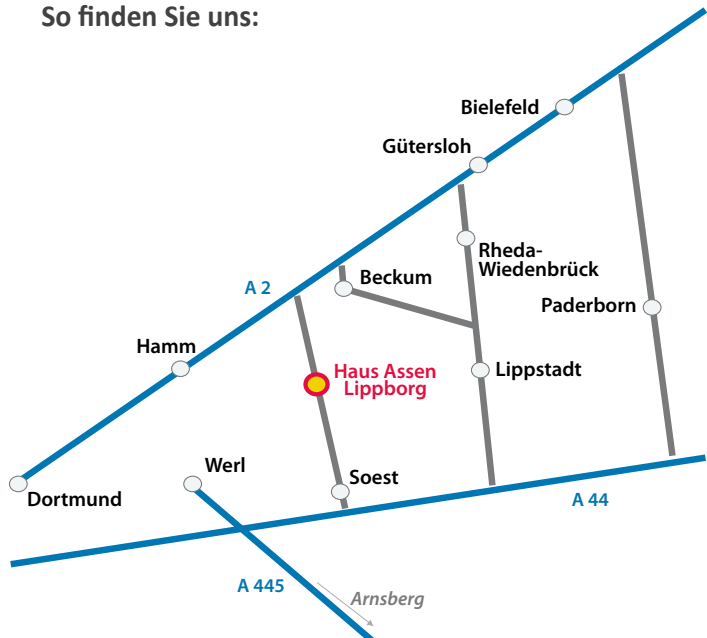 So finden Sie uns:
Bielefeld
Gütersloh
Rheda-
Wiedenbrück
Beckum
A 2
Paderborn
Hamm
Haus Assen
Lippborg
Lippstadt
Werl
Soest
Dortmund
A 44
A 445
Arnsberg